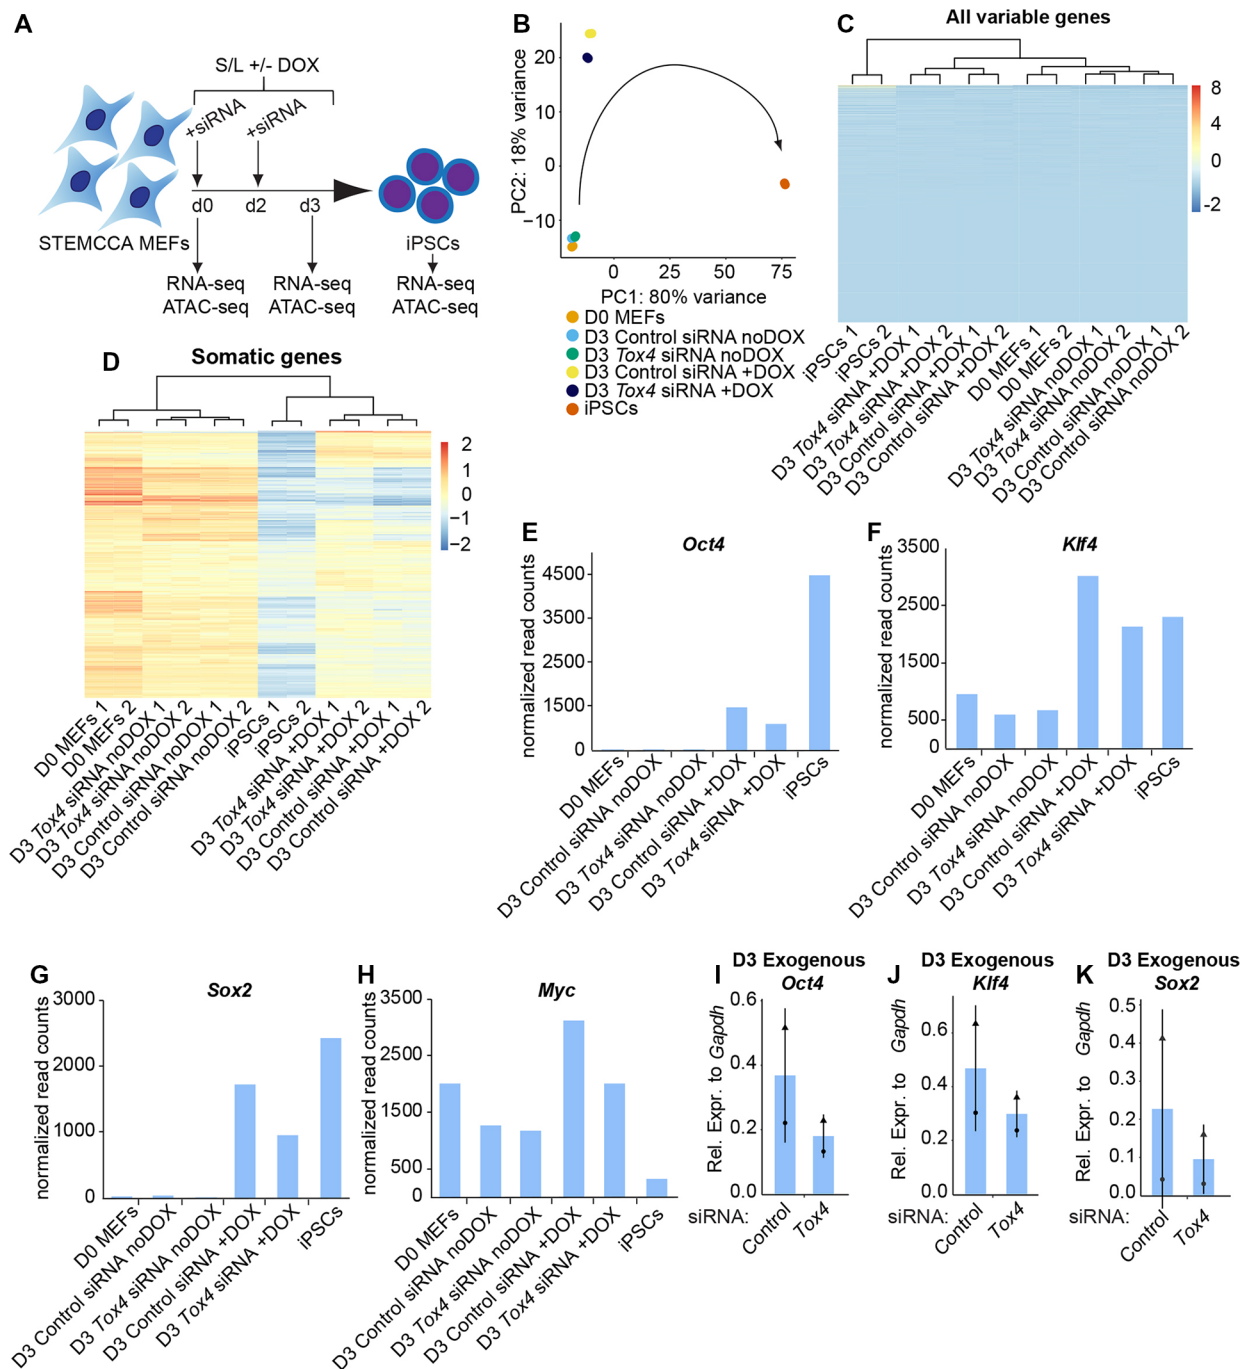 A
S/L +/- DOX
+siRNA
+siRNA
d0
d2
d3
STEMCCA MEFs
iPSCs
RNA-seq
ATAC-seq
RNA-seq
ATAC-seq
RNA-seq
ATAC-seq
B
PC2: 18% variance
20
10
0
−10
0
25
50
75
PC1: 80% variance
D0 MEFs
D3 Control siRNA noDOX
D3 Tox4 siRNA noDOX
D3 Control siRNA +DOX
D3 Tox4 siRNA +DOX
iPSCs
C
All variable genes
8
4
0
-2
iPSCs 1
iPSCs 2
D3 Tox4 siRNA +DOX 1
D3 Tox4 siRNA +DOX 2
D3 Control siRNA +DOX 1
D3 Control siRNA +DOX 2
D0 MEFs 1
D0 MEFs 2
D3 Tox4 siRNA noDOX 1
D3 Tox4 siRNA noDOX 2
D3 Control siRNA noDOX 1
D3 Control siRNA noDOX 2
D
Somatic genes
2
1
0
−1
−2
D0 MEFs 1
D0 MEFs 2
D3 Tox4 siRNA noDOX 1
D3 Tox4 siRNA noDOX 2
D3 Control siRNA noDOX 1
D3 Control siRNA noDOX 2
iPSCs 1
iPSCs 2
D3 Tox4 siRNA +DOX 1
D3 Tox4 siRNA +DOX 2
D3 Control siRNA +DOX 1
D3 Control siRNA +DOX 2
E
Oct4
normalized read counts
4500
3500
2500
1500
0
D0 MEFs
D3 Control siRNA noDOX
D3 Tox4 siRNA noDOX
D3 Control siRNA +DOX
D3 Tox4 siRNA +DOX
iPSCs
F
Klf4
normalized read counts
3500
2500
1500
500
0
D0 MEFs
D3 Control siRNA noDOX
D3 Tox4 siRNA noDOX
D3 Control siRNA +DOX
D3 Tox4 siRNA +DOX
iPSCs
G
Sox2
normalized read counts
3000
2000
1000
0
D0 MEFs
D3 Control siRNA noDOX
D3 Tox4 siRNA noDOX
D3 Control siRNA +DOX
D3 Tox4 siRNA +DOX
iPSCs
H
Myc
normalized read counts
3500
2500
1500
500
0
D0 MEFs
D3 Control siRNA noDOX
D3 Tox4 siRNA noDOX
D3 Control siRNA +DOX
D3 Tox4 siRNA +DOX
iPSCs
I
D3 Exogenous
Oct4
Rel. Expr. to Gapdh
0.6
0.4
0.2
0.0
siRNA:
Control
Tox4
J
D3 Exogenous
Klf4
Rel. Expr. to Gapdh
0.6
0.4
0.2
0.0
siRNA:
Control
Tox4
K
D3 Exogenous
Sox2
Rel. Expr. to Gapdh
0.5
0.4
0.3
0.2
0.1
0.0
siRNA:
Control
Tox4